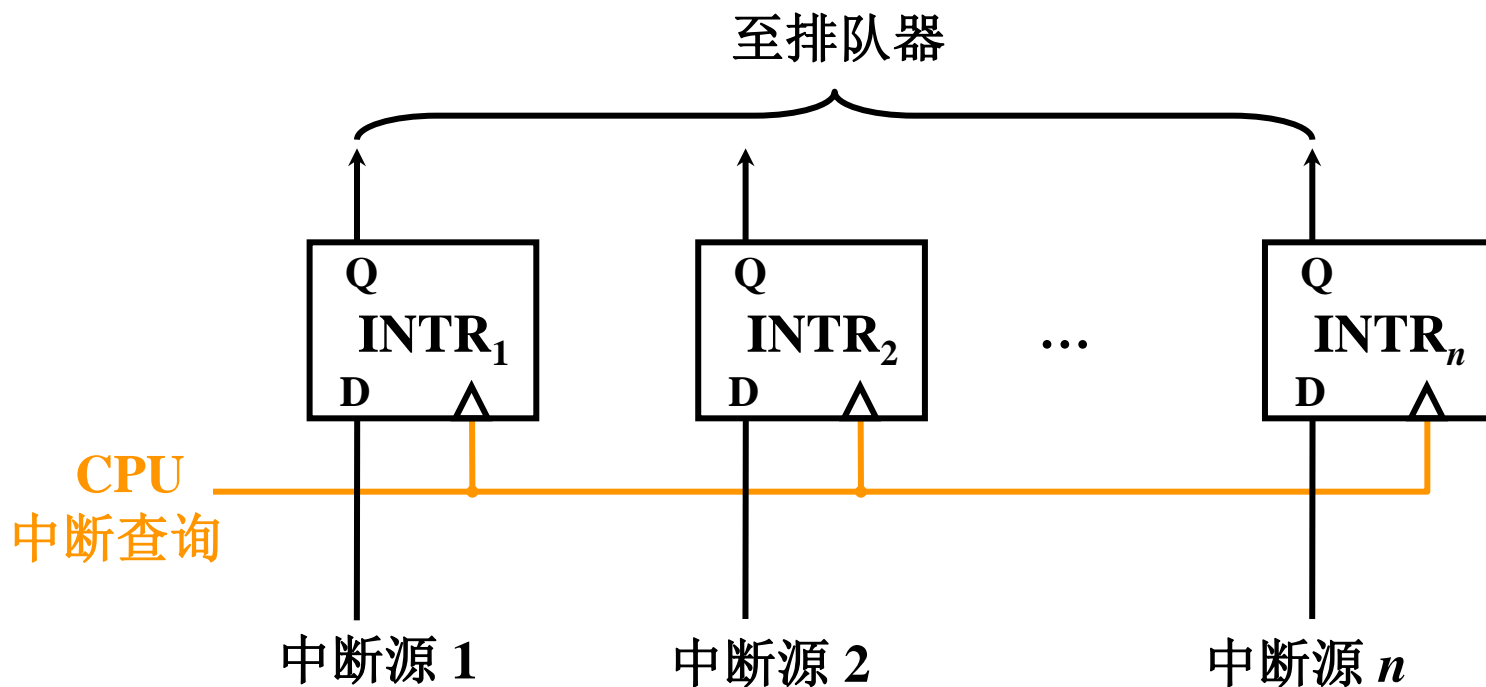 至排队器
Q Q Q
INTR1 INTR2 … INTRn
D D D
CPU
中断查询
中断源 1 中断源 2 中断源 n